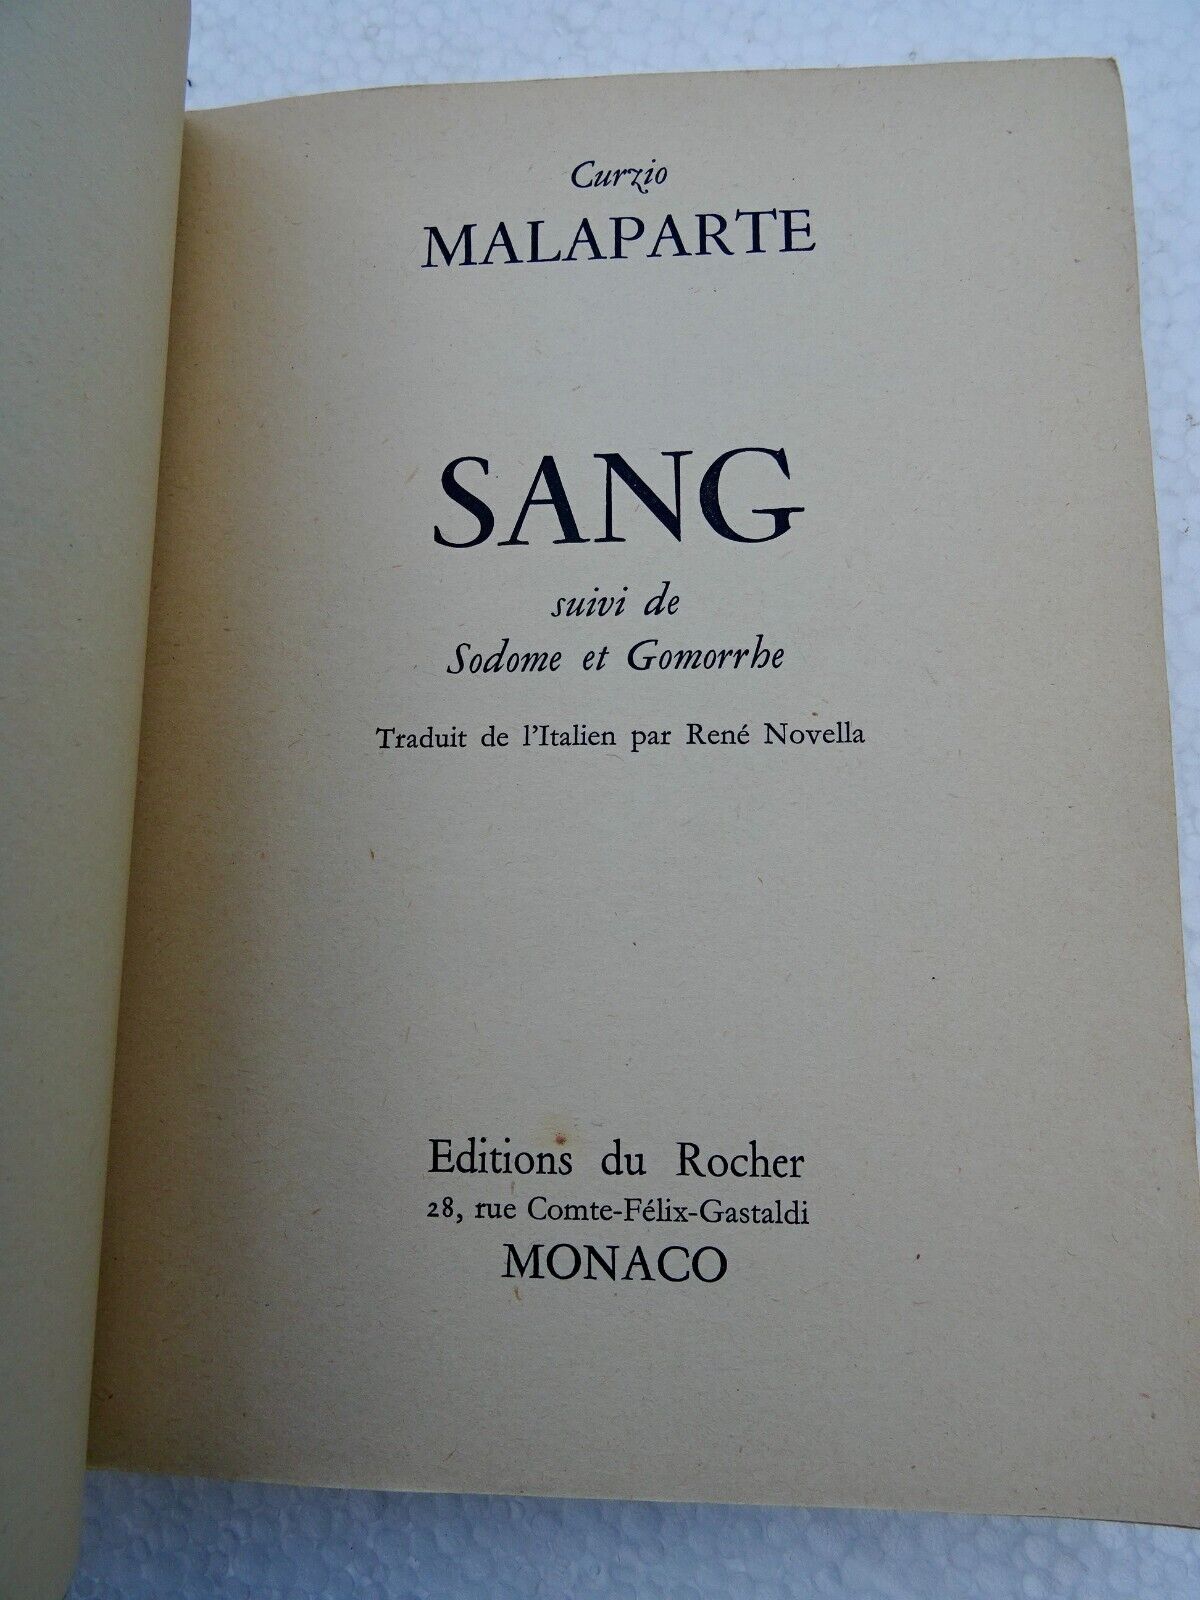 Curzio
MALAPARTE
SANG
suivi de
Sodome et Gomorrhe
Traduit de l'Italien par René Novella
Editions du Rocher
28, rue Comte-Félix-Gastaldi
MONACO